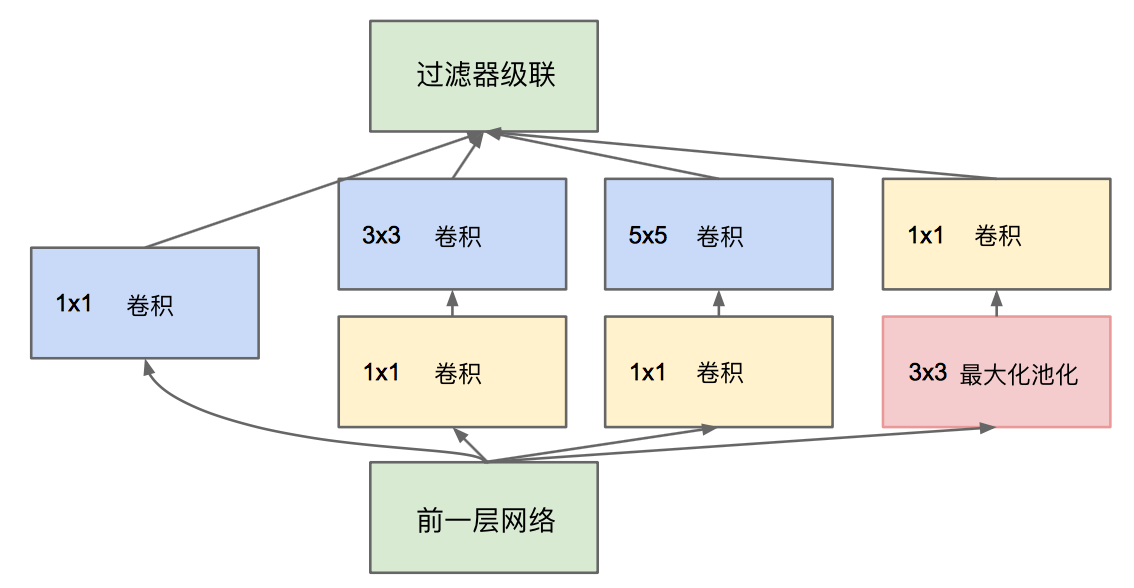 过滤器级联
3x3 卷积
5x5 卷积
1x1 卷积
1x1 卷积
1x1 卷积
1x1 卷积
3x3 最大化池化
前一层网络